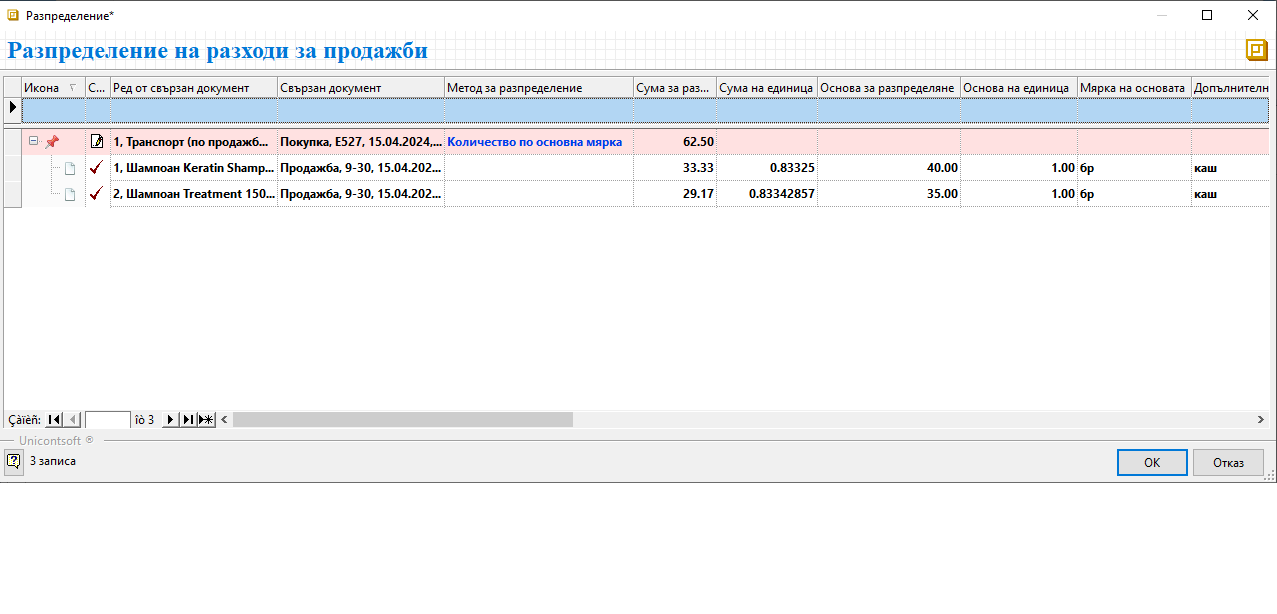 Разпределение*
Разпределение на разходи за продажби
Икона С... Ред от свързан документ Свързан документ Метод за разпределение Сума за раз... Сума на единица Основа за разпределяне Основа на единица Мярка на основата Допълнителн
1, Транспорт (по продажб... Покупка, E527, 15.04.2024,... Количество по основна мярка 62.50
1, Шампоан Keratin Shamp... Продажба, 9-30, 15.04.202... 33.33 0.83325 40.00 1.00 бр каш
2, Шампоан Treatment 150... Продажба, 9-30, 15.04.202... 29.17 0.83342857 35.00 1.00 бр каш
Çàïèñ: îò 3
Unicontsoft ®
3 записа
OK Отказ